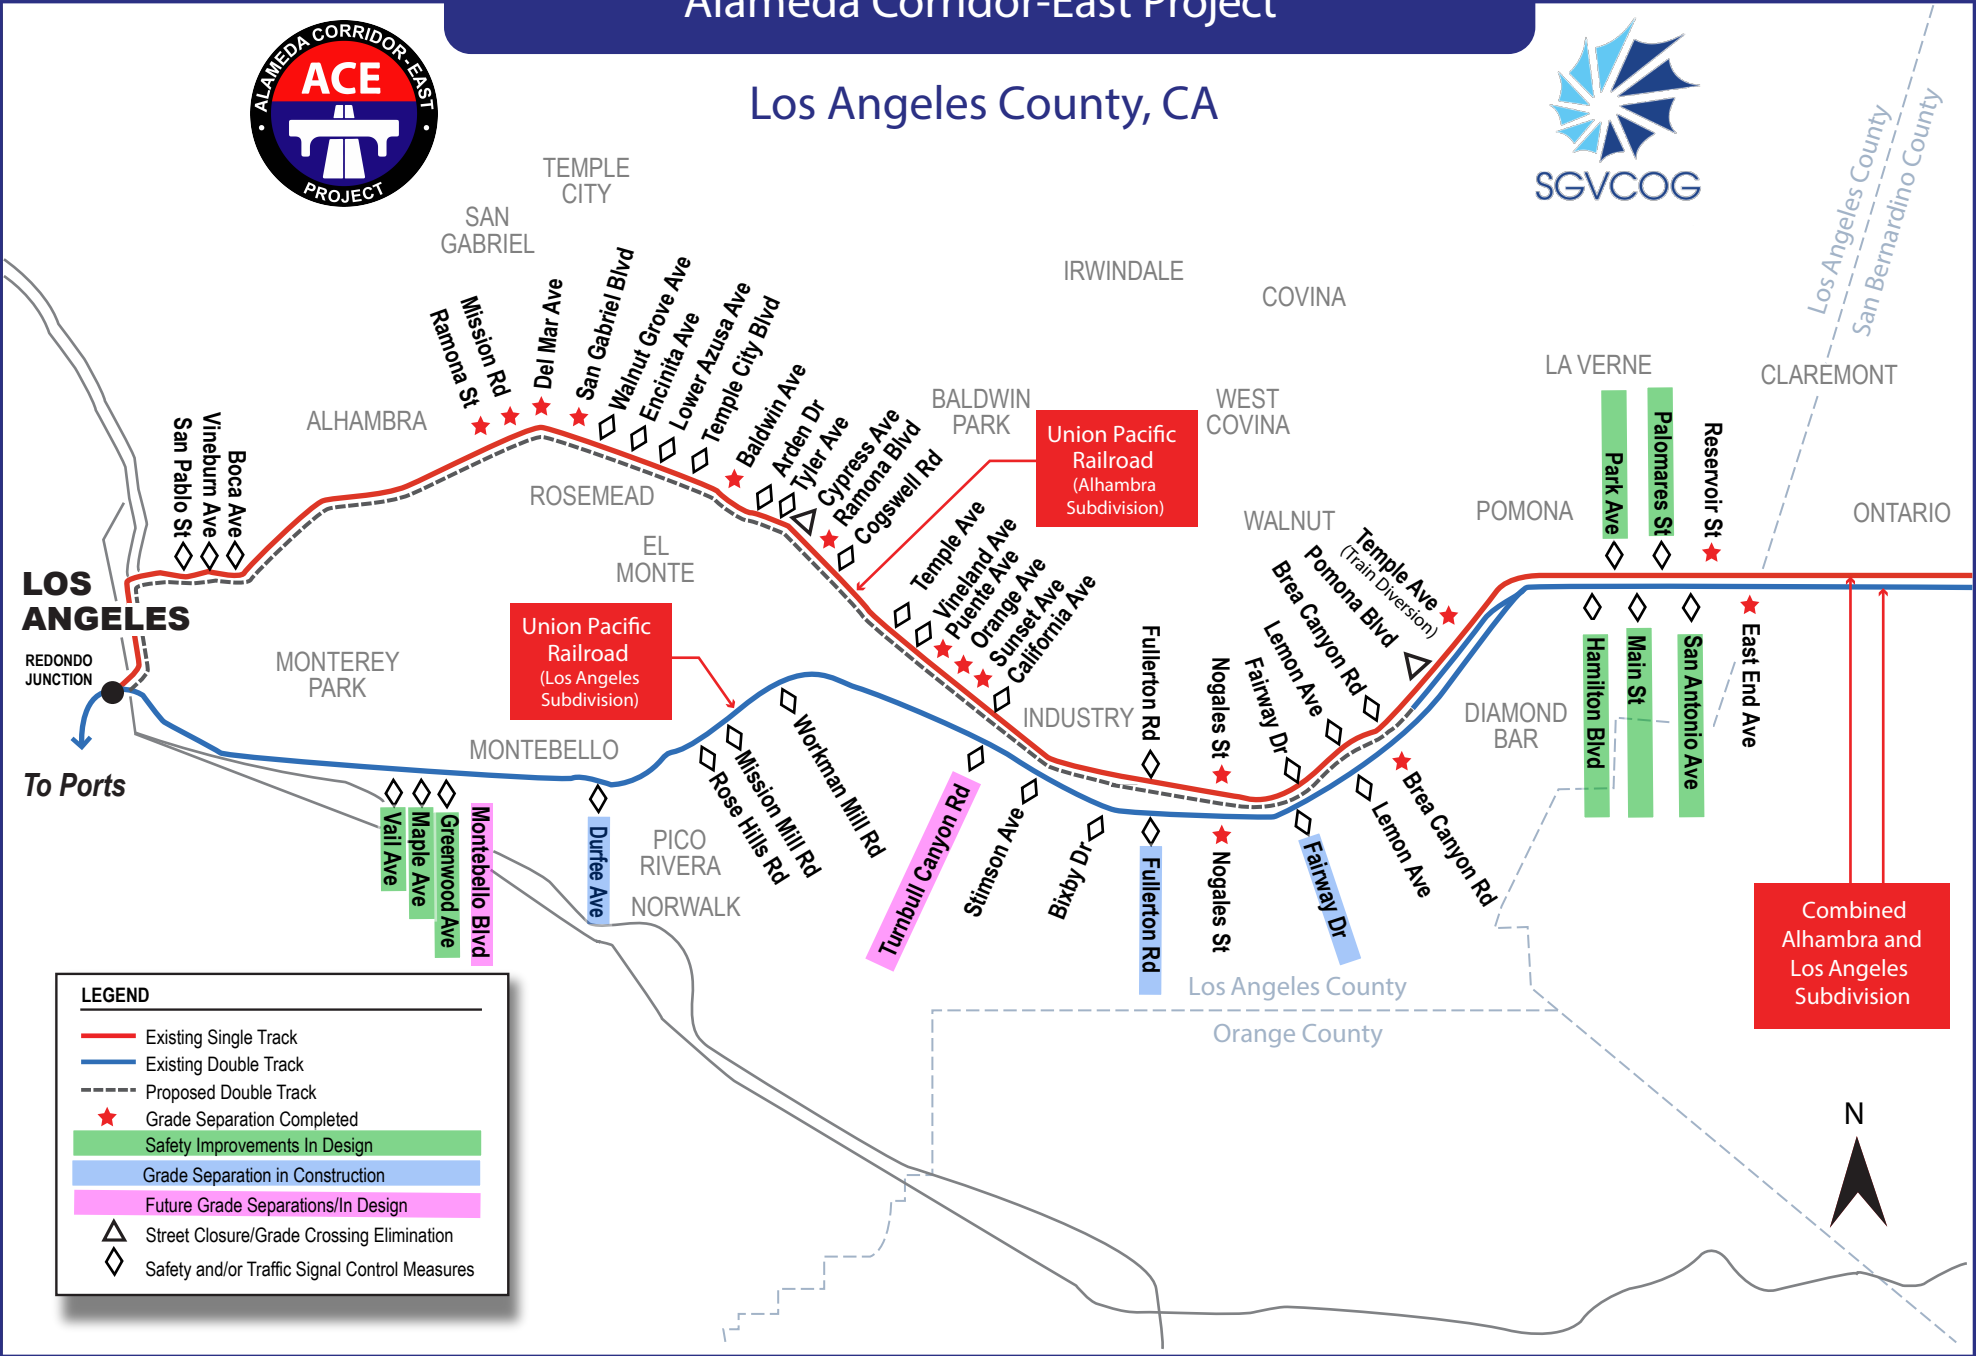 Alameda Corridor-East Project
Los Angeles County, CA
ALAMEDA CORRIDOR-EAST
ACE
PROJECT
SGVCOG
Los Angeles County
San Bernardino County
TEMPLE
CITY
SAN
GABRIEL
IRWINDALE
COVINA
LA VERNE
CLAREMONT
ALHAMBRA
BALDWIN
PARK
WEST
COVINA
ROSEMEAD
POMONA
ONTARIO
WALNUT
EL
MONTE
MONTEREY
PARK
INDUSTRY
DIAMOND
BAR
MONTEBELLO
PICO
RIVERA
NORWALK
San Pablo St
Vineburn Ave
Boca Ave
Ramona St
Mission Rd
Del Mar Ave
San Gabriel Blvd
Walnut Grove Ave
Encinita Ave
Lower Azusa Ave
Temple City Blvd
Baldwin Ave
Arden Dr
Tyler Ave
Cypress Ave
Ramona Blvd
Cogswell Rd
Union Pacific
Railroad
(Alhambra
Subdivision)
Temple Ave
Vineland Ave
Puente Ave
Orange Ave
Sunset Ave
California Ave
Fullerton Rd
Nogales St
Fairway Dr
Lemon Ave
Brea Canyon Rd
Pomona Blvd
Temple Ave
(Train Diversion)
Park Ave
Palomares St
Reservoir St
LOS
ANGELES
REDONDO
JUNCTION
To Ports
Union Pacific
Railroad
(Los Angeles
Subdivision)
Vail Ave
Maple Ave
Greenwood Ave
Montebello Blvd
Durfee Ave
Rose Hills Rd
Mission Mill Rd
Workman Mill Rd
Turnbull Canyon Rd
Stimson Ave
Bixby Dr
Fullerton Rd
Nogales St
Fairway Dr
Lemon Ave
Brea Canyon Rd
Hamilton Blvd
Main St
San Antonio Ave
East End Ave
Combined
Alhambra and
Los Angeles
Subdivision
Los Angeles County
Orange County
N
LEGEND
Existing Single Track
Existing Double Track
Proposed Double Track
Grade Separation Completed
Safety Improvements In Design
Grade Separation in Construction
Future Grade Separations/In Design
Street Closure/Grade Crossing Elimination
Safety and/or Traffic Signal Control Measures